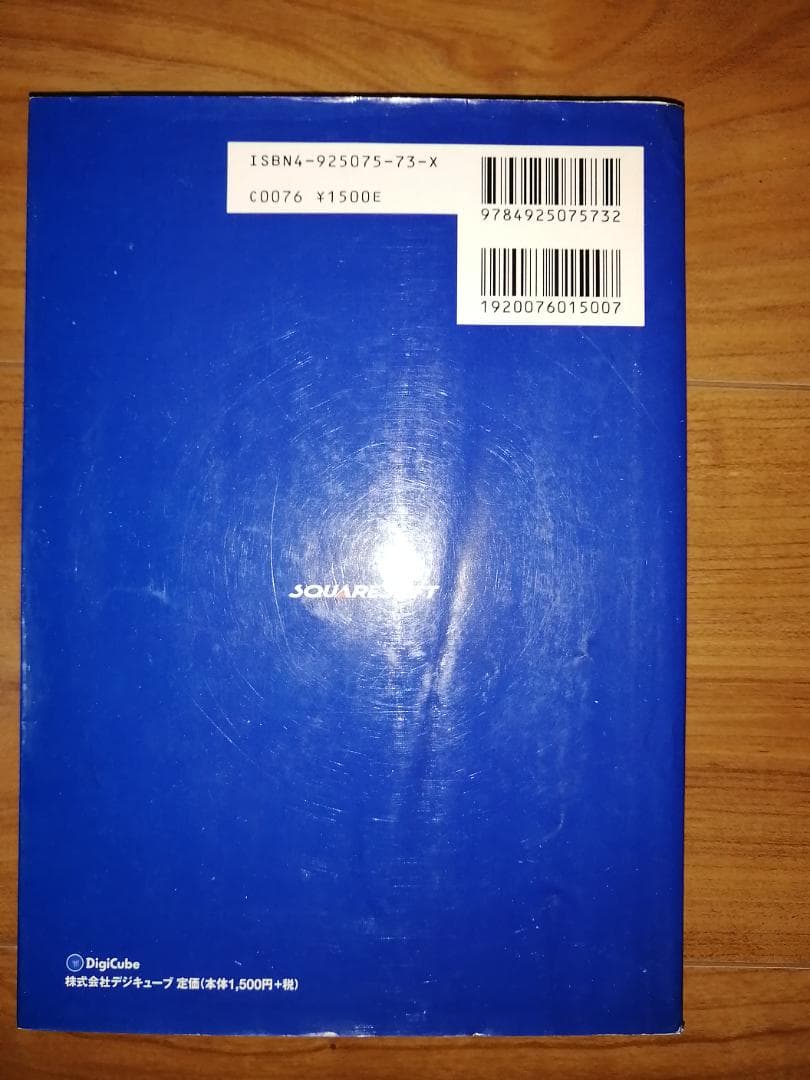 ISBN4-925075-73-X
C0076 ¥1500E
9784925075732
1920076015007
SQUARESOFT
DigiCube
株式会社デジキューブ 定価(本体1,500円+税)